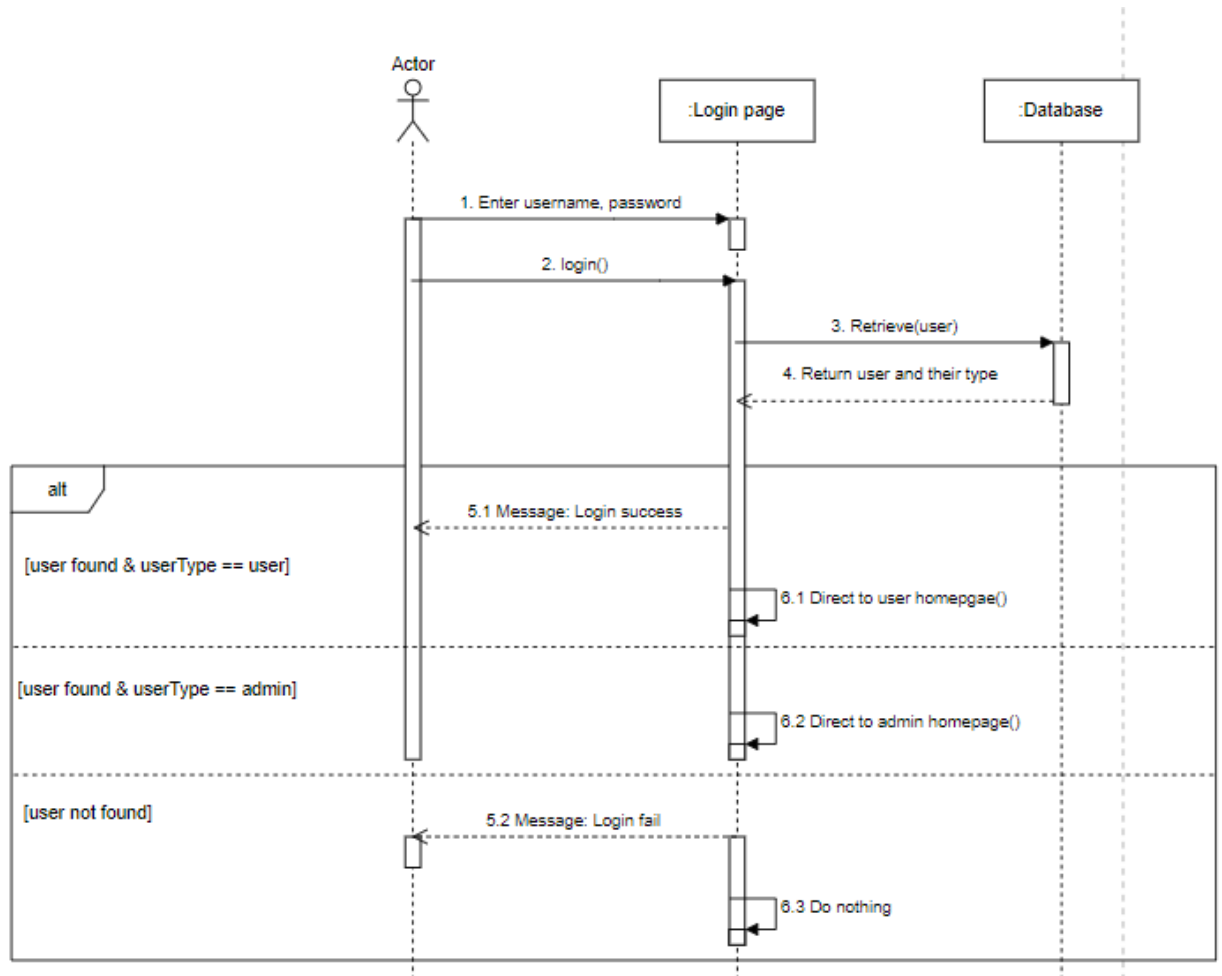 Actor
:Login page
:Database
1. Enter username, password
2. login()
3. Retrieve(user)
4. Return user and their type
alt
5.1 Message: Login success
[user found & userType == user]
6.1 Direct to user homepgae()
[user found & userType == admin]
6.2 Direct to admin homepage()
[user not found]
5.2 Message: Login fail
6.3 Do nothing